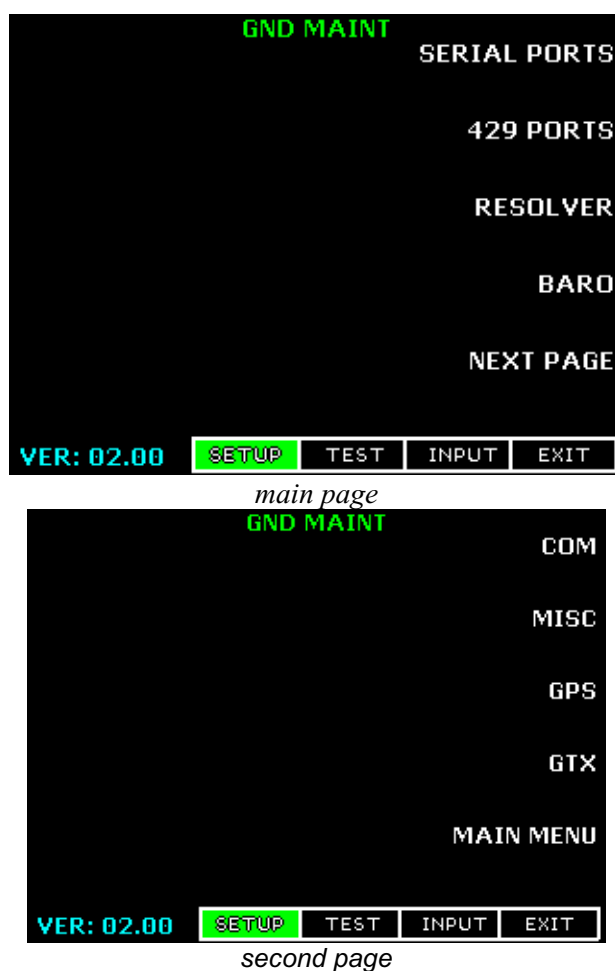 GND MAINT
SERIAL PORTS
429 PORTS
RESOLVER
BARO
NEXT PAGE
VER: 02.00 SETUP TEST INPUT EXIT
main page
GND MAINT
COM
MISC
GPS
GTX
MAIN MENU
VER: 02.00 SETUP TEST INPUT EXIT
second page